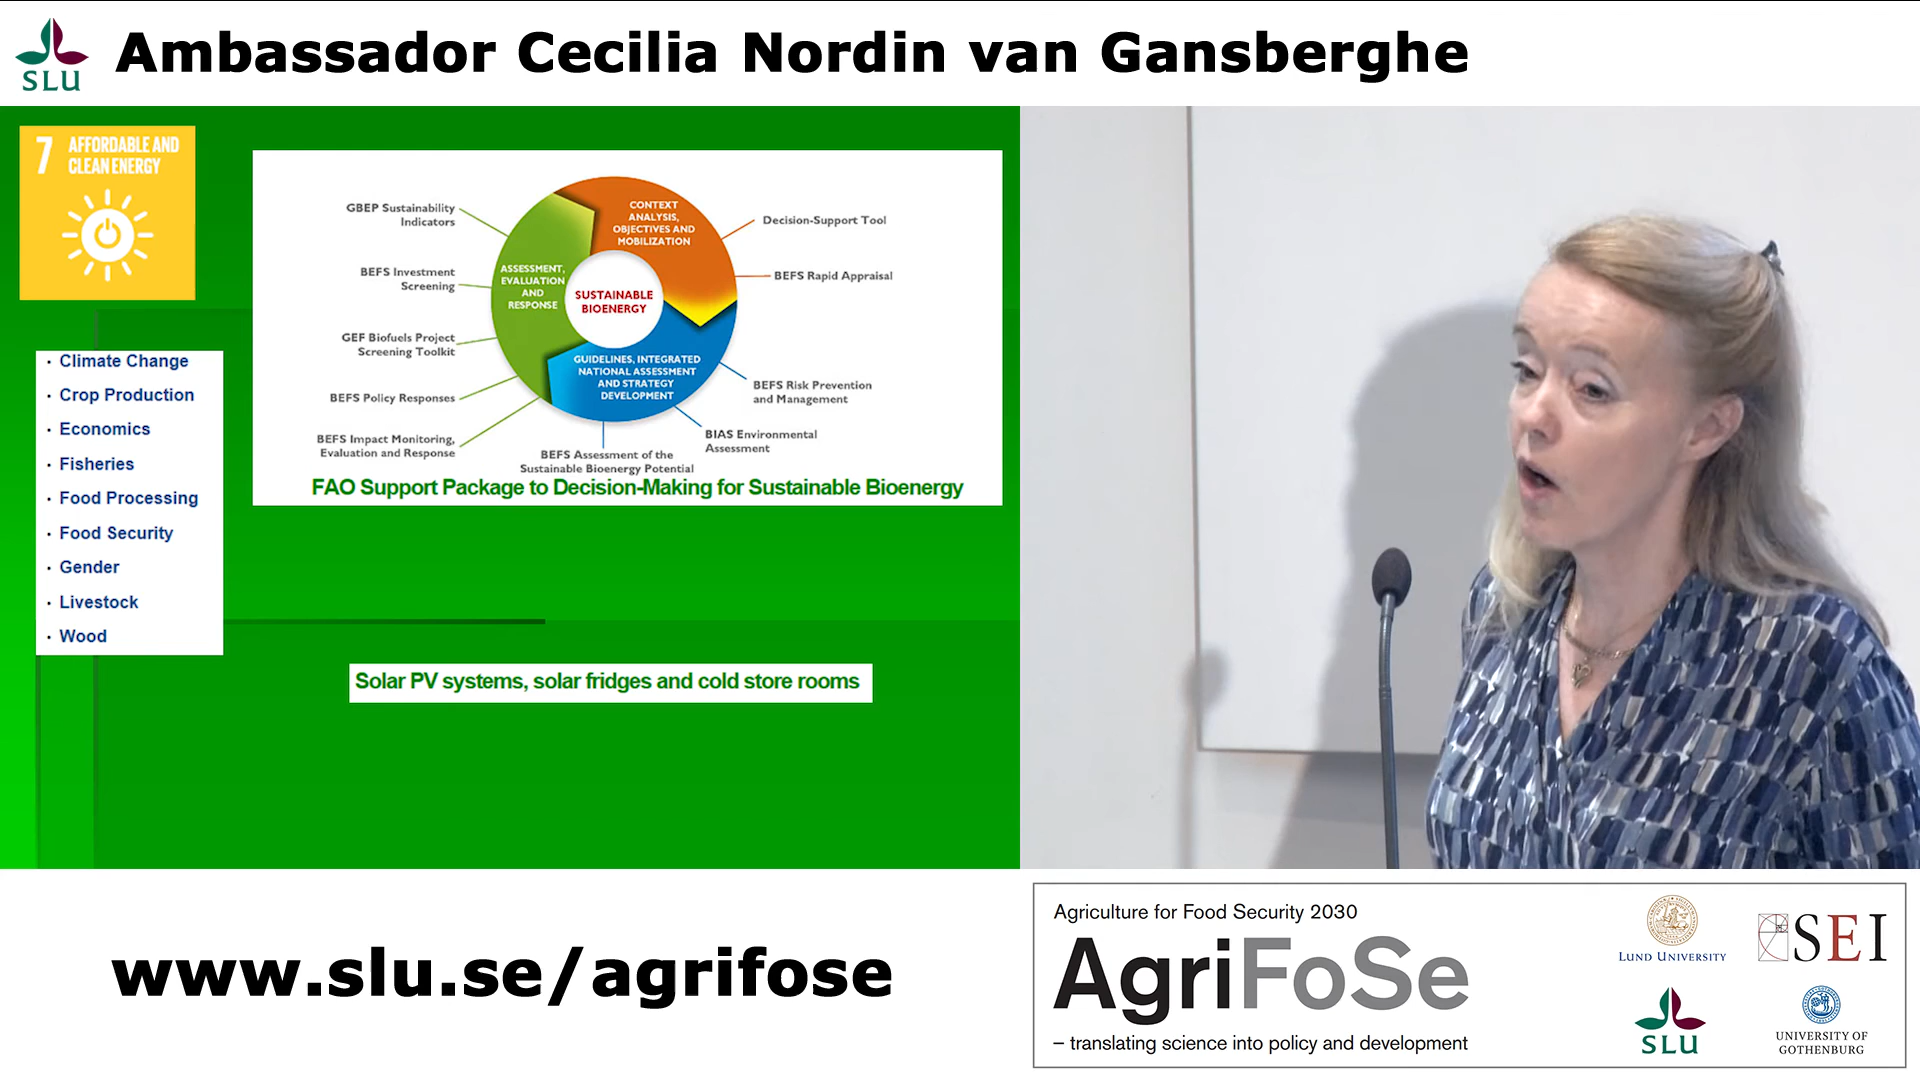 SLU
Ambassador Cecilia Nordin van Gansberghe
7 AFFORDABLE AND
CLEAN ENERGY
• Climate Change
• Crop Production
• Economics
• Fisheries
• Food Processing
• Food Security
• Gender
• Livestock
• Wood
GBEP Sustainability
Indicators
BEFS Investment
Screening
GEF Biofuels Project
Screening Toolkit
BEFS Policy Responses
BEFS Impact Monitoring,
Evaluation and Response
ASSESSMENT,
EVALUATION
AND
RESPONSE
CONTEXT
ANALYSIS,
OBJECTIVES AND
MOBILIZATION
SUSTAINABLE
BIOENERGY
GUIDELINES, INTEGRATED
NATIONAL ASSESSMENT
AND STRATEGY
DEVELOPMENT
Decision-Support Tool
BEFS Rapid Appraisal
BEFS Risk Prevention
and Management
BIAS Environmental
Assessment
BEFS Assessment of the
Sustainable Bioenergy Potential
FAO Support Package to Decision-Making for Sustainable Bioenergy
Solar PV systems, solar fridges and cold store rooms
www.slu.se/agrifose
Agriculture for Food Security 2030
AgriFoSe
– translating science into policy and development
LUND UNIVERSITY
SEI
SLU
UNIVERSITY OF
GOTHENBURG